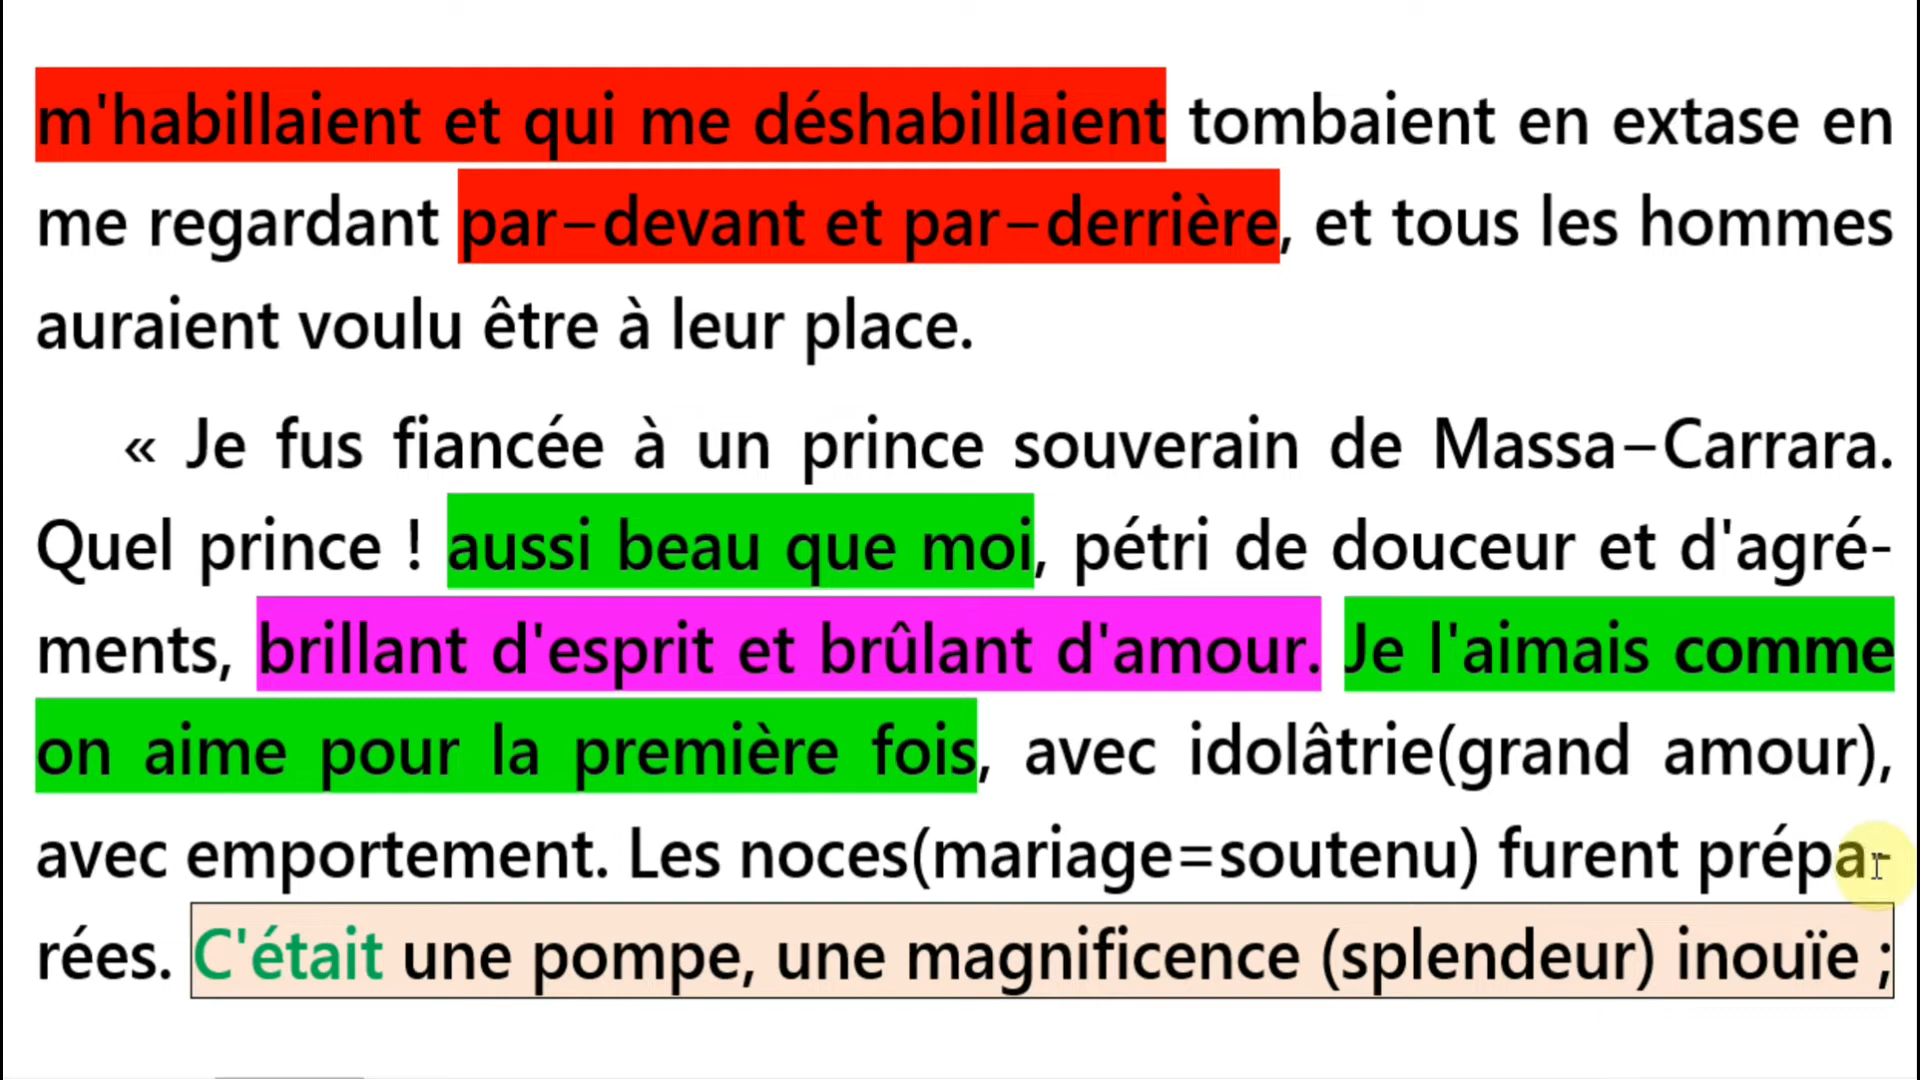 m'habillaient et qui me déshabillaient tombaient en extase en
me regardant par−devant et par−derrière, et tous les hommes
auraient voulu être à leur place.
« Je fus fiancée à un prince souverain de Massa−Carrara.
Quel prince ! aussi beau que moi, pétri de douceur et d'agré-
ments, brillant d'esprit et brûlant d'amour. Je l'aimais comme
on aime pour la première fois, avec idolâtrie(grand amour),
avec emportement. Les noces(mariage=soutenu) furent prépa-
rées. C'était une pompe, une magnificence (splendeur) inouïe ;